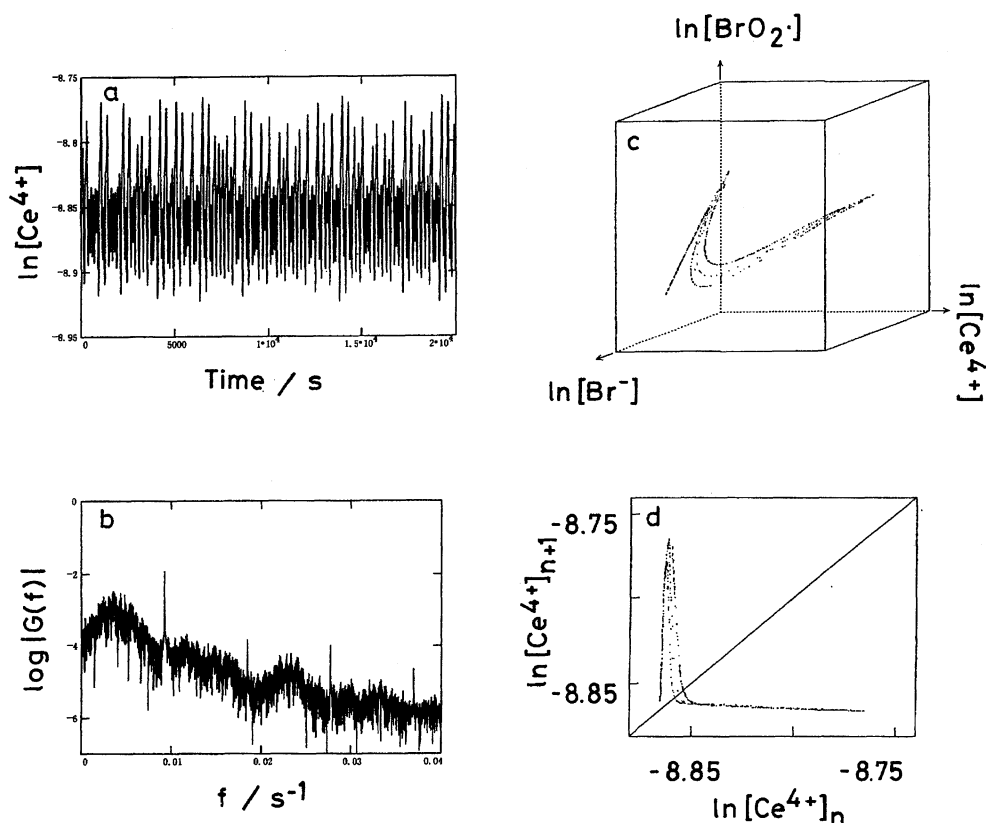 a
ln[Ce4+]
-8.75
-8.8
-8.85
-8.9
-8.95
0
5000
1*10^4
1.5*10^4
2*10^4
Time / s
ln[BrO2·]
c
ln[Br-]
ln[Ce4+]
b
log|G(f)|
0
-2
-4
-6
0
0.01
0.02
0.03
0.04
f / s-1
d
ln[Ce4+]n+1
-8.75
-8.85
-8.85
-8.75
ln[Ce4+]n